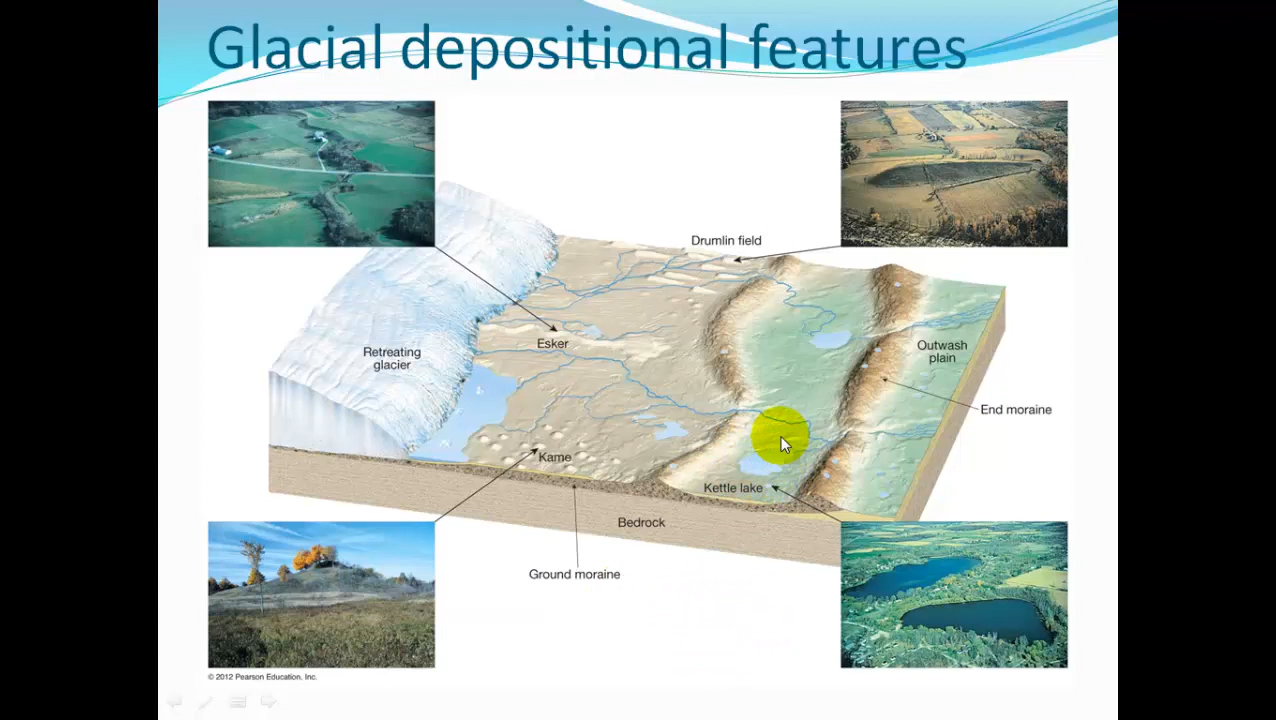 Glacial depositional features
Drumlin field
Esker
Retreating
glacier
Outwash
plain
End moraine
Kame
Kettle lake
Bedrock
Ground moraine
© 2012 Pearson Education, Inc.